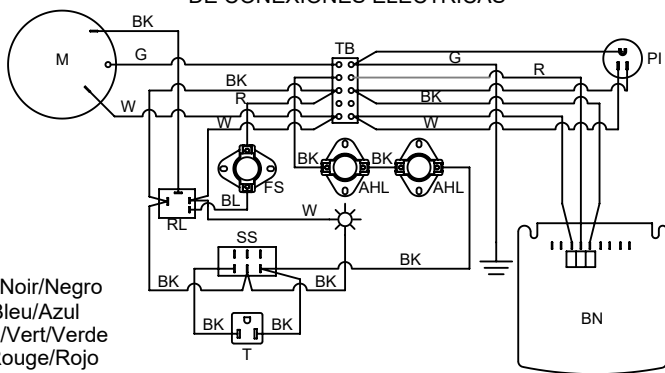 DE CONEXIONES ELÉCTRICAS
BK
M
G
TB
G
PI
BK
R
R
BK
W
W
W
BK
BK
FS
AHL
AHL
BL
RL
W
SS
BK
BK
BK
BK
BK
T
BN
Noir/Negro
Bleu/Azul
/Vert/Verde
Rouge/Rojo